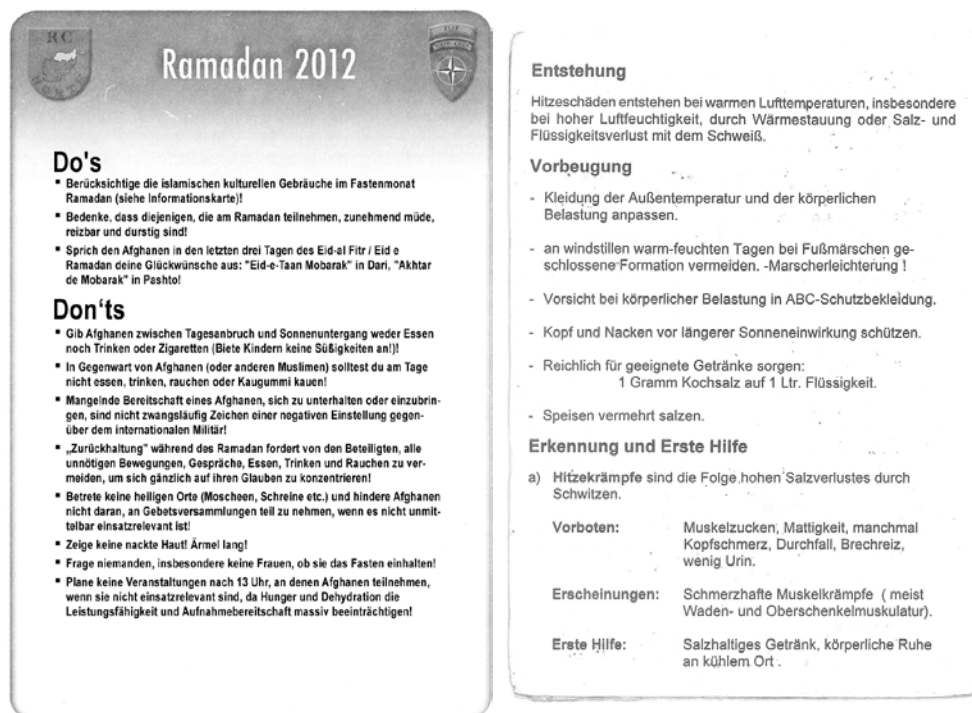 RC
NORTH
Ramadan 2012
ISAF
Do's
▪ Berücksichtige die islamischen kulturellen Gebräuche im Fastenmonat
Ramadan (siehe Informationskarte)!
▪ Bedenke, dass diejenigen, die am Ramadan teilnehmen, zunehmend müde,
reizbar und durstig sind!
▪ Sprich den Afghanen in den letzten drei Tagen des Eid-al Fitr / Eid e
Ramadan deine Glückwünsche aus: "Eid-e-Taan Mobarak" in Dari, "Akhtar
de Mobarak" in Pashto!
Don'ts
▪ Gib Afghanen zwischen Tagesanbruch und Sonnenuntergang weder Essen
noch Trinken oder Zigaretten (Biete Kindern keine Süßigkeiten an!)!
▪ In Gegenwart von Afghanen (oder anderen Muslimen) solltest du am Tage
nicht essen, trinken, rauchen oder Kaugummi kauen!
▪ Mangelnde Bereitschaft eines Afghanen, sich zu unterhalten oder einzubrin-
gen, sind nicht zwangsläufig Zeichen einer negativen Einstellung gegen-
über dem internationalen Militär!
▪ „Zurückhaltung" während des Ramadan fordert von den Beteiligten, alle
unnötigen Bewegungen, Gespräche, Essen, Trinken und Rauchen zu ver-
meiden, um sich gänzlich auf ihren Glauben zu konzentrieren!
▪ Betrete keine heiligen Orte (Moscheen, Schreine etc.) und hindere Afghanen
nicht daran, an Gebetsversammlungen teil zu nehmen, wenn es nicht unmit-
telbar einsatzrelevant ist!
▪ Zeige keine nackte Haut! Ärmel lang!
▪ Frage niemanden, insbesondere keine Frauen, ob sie das Fasten einhalten!
▪ Plane keine Veranstaltungen nach 13 Uhr, an denen Afghanen teilnehmen,
wenn sie nicht einsatzrelevant sind, da Hunger und Dehydration die
Leistungsfähigkeit und Aufnahmebereitschaft massiv beeinträchtigen!
Entstehung
Hitzeschäden entstehen bei warmen Lufttemperaturen, insbesondere
bei hoher Luftfeuchtigkeit, durch Wärmestauung oder Salz- und
Flüssigkeitsverlust mit dem Schweiß.
Vorbeugung
- Kleidung der Außentemperatur und der körperlichen
Belastung anpassen.
- an windstillen warm-feuchten Tagen bei Fußmärschen ge-
schlossene Formation vermeiden. -Marscherleichterung !
- Vorsicht bei körperlicher Belastung in ABC-Schutzbekleidung.
- Kopf und Nacken vor längerer Sonneneinwirkung schützen.
- Reichlich für geeignete Getränke sorgen:
1 Gramm Kochsalz auf 1 Ltr. Flüssigkeit.
- Speisen vermehrt salzen.
Erkennung und Erste Hilfe
a) Hitzekrämpfe sind die Folge hohen Salzverlustes durch
Schwitzen.
Vorboten: Muskelzucken, Mattigkeit, manchmal
Kopfschmerz, Durchfall, Brechreiz,
wenig Urin.
Erscheinungen: Schmerzhafte Muskelkrämpfe ( meist
Waden- und Oberschenkelmuskulatur).
Erste Hilfe: Salzhaltiges Getränk, körperliche Ruhe
an kühlem Ort .